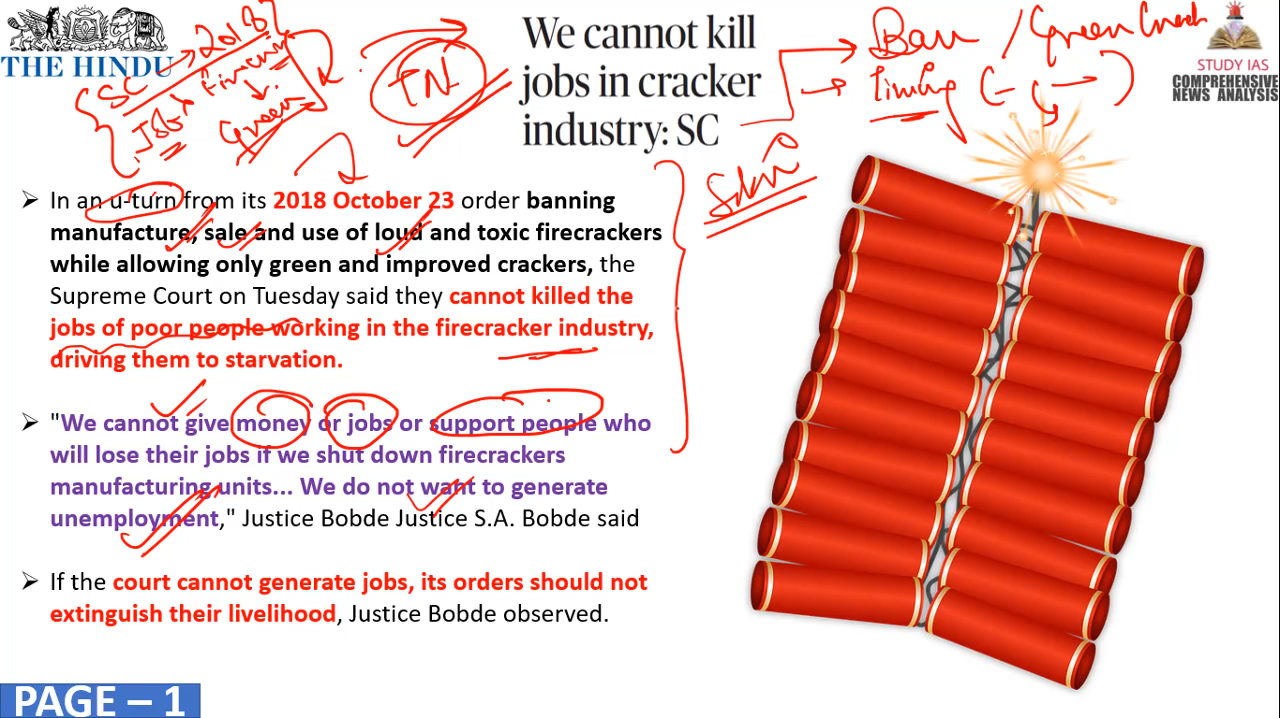 THE HINDU
SC → 2018
Jobs
Green
TN
We cannot kill
jobs in cracker
industry: SC
Ban / Green Crack
Timing
STUDY IAS
COMPREHENSIVE
NEWS ANALYSIS
➢ In an u-turn from its 2018 October 23 order banning
manufacture, sale and use of loud and toxic firecrackers
while allowing only green and improved crackers, the
Supreme Court on Tuesday said they cannot killed the
jobs of poor people working in the firecracker industry,
driving them to starvation.
➢ "We cannot give money or jobs or support people who
will lose their jobs if we shut down firecrackers
manufacturing units... We do not want to generate
unemployment," Justice Bobde Justice S.A. Bobde said
➢ If the court cannot generate jobs, its orders should not
extinguish their livelihood, Justice Bobde observed.
PAGE – 1